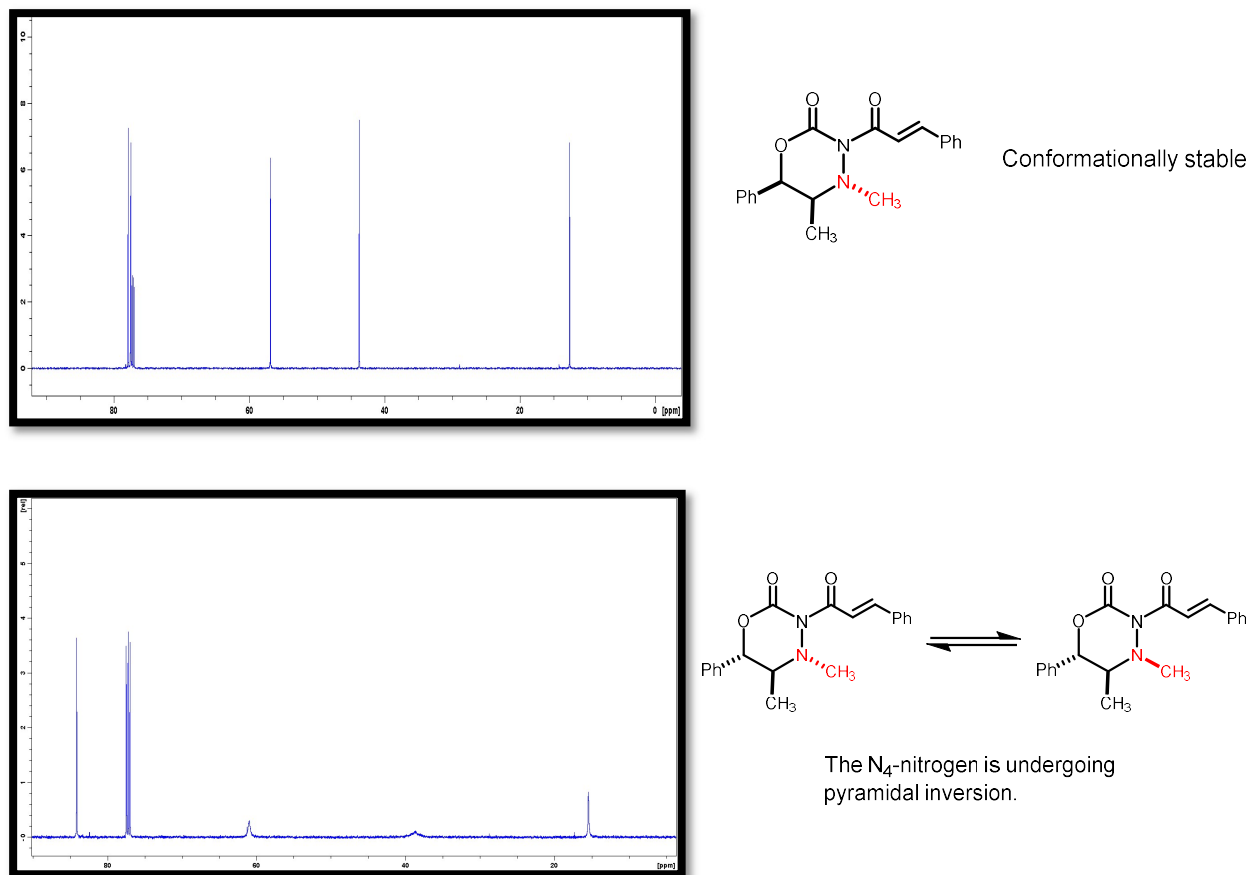 10
8
6
4
2
0
80
60
40
20
0
[ppm]
O
O
O
N
N
CH3
Ph
CH3
Ph
Conformationally stable
[rel]
5
4
3
2
1
0
80
60
40
20
[ppm]
O
O
O
N
N
CH3
Ph
CH3
Ph
O
O
O
N
N
CH3
Ph
CH3
Ph
The N4-nitrogen is undergoing
pyramidal inversion.